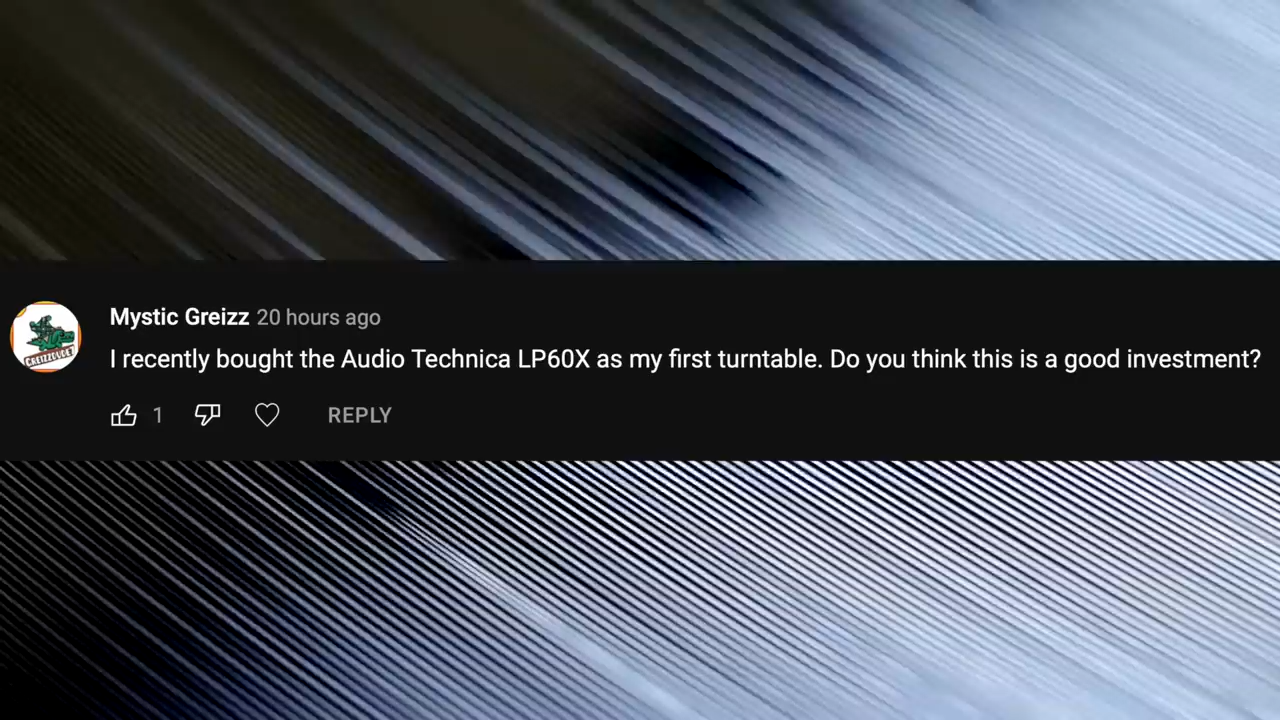 GREIZZOUDET
Mystic Greizz 20 hours ago
I recently bought the Audio Technica LP60X as my first turntable. Do you think this is a good investment?
1 REPLY